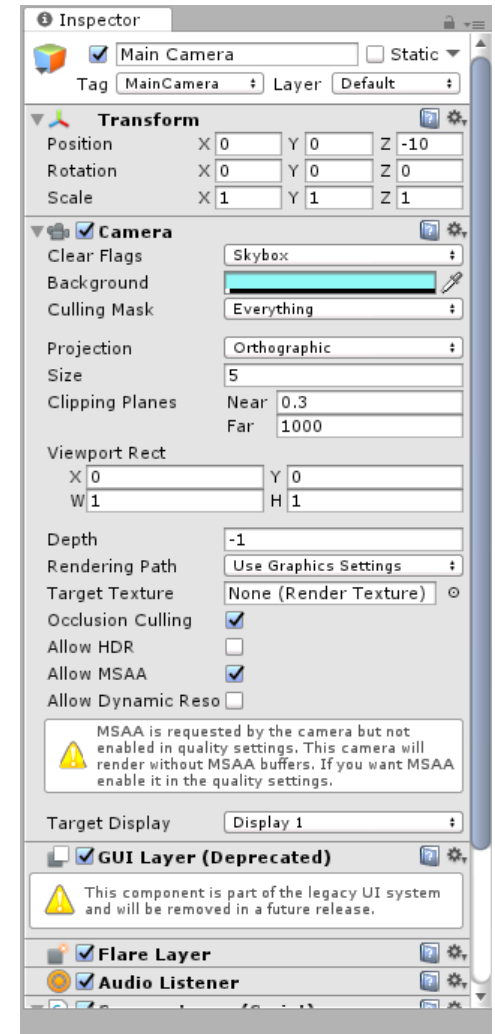 Inspector
Main Camera Static
Tag MainCamera Layer Default
Transform
Position X 0 Y 0 Z -10
Rotation X 0 Y 0 Z 0
Scale X 1 Y 1 Z 1
Camera
Clear Flags Skybox
Background
Culling Mask Everything
Projection Orthographic
Size 5
Clipping Planes Near 0.3
Far 1000
Viewport Rect
X 0 Y 0
W 1 H 1
Depth -1
Rendering Path Use Graphics Settings
Target Texture None (Render Texture)
Occlusion Culling
Allow HDR
Allow MSAA
Allow Dynamic Reso
MSAA is requested by the camera but not
enabled in quality settings. This camera will
render without MSAA buffers. If you want MSAA
enable it in the quality settings.
Target Display Display 1
GUI Layer (Deprecated)
This component is part of the legacy UI system
and will be removed in a future release.
Flare Layer
Audio Listener